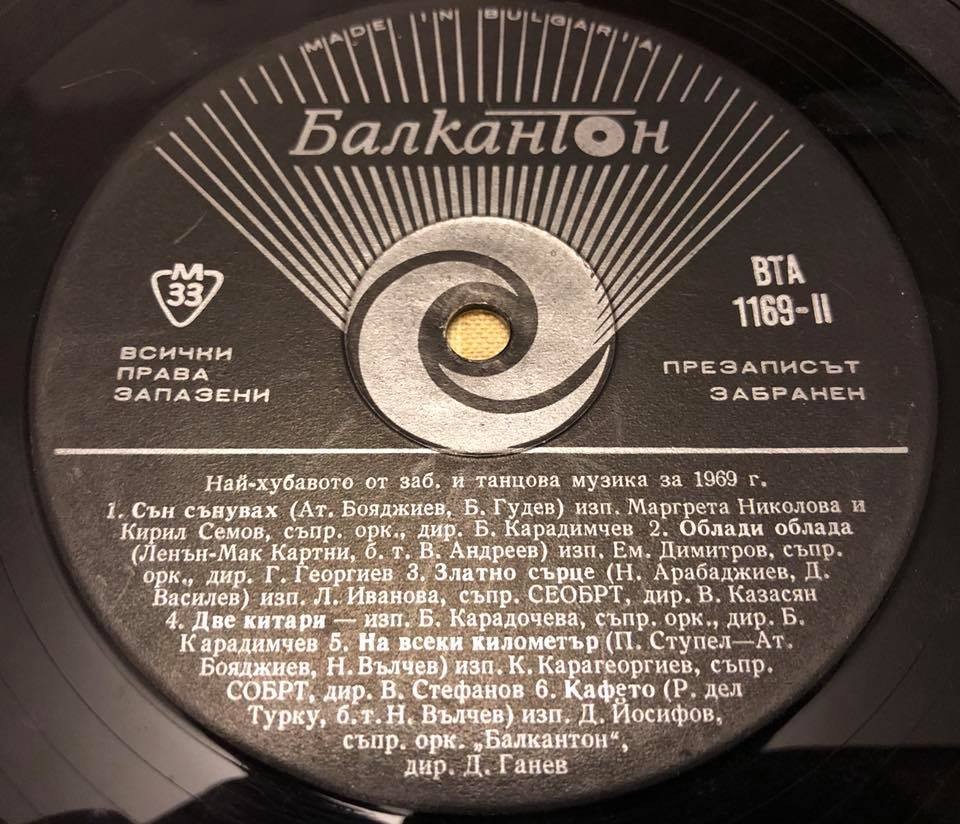 MADE IN BULGARIA
Балкантон
М
33
ВТА
1169-II
ВСИЧКИ
ПРАВА
ЗАПАЗЕНИ
ПРЕЗАПИСЪТ
ЗАБРАНЕН
Най-хубавото от заб. и танцова музика за 1969 г.
1. Сън сънувах (Ат. Бояджиев, Б. Гудев) изп. Маргрета Николова и
Кирил Семов, съпр. орк., дир. Б. Карадимчев 2. Облади облада
(Ленън-Мак Картни, б. т. В. Андреев) изп. Ем. Димитров, съпр.
орк., дир. Г. Георгиев 3. Златно сърце (Н. Арабаджиев, Д.
Василев) изп. Л. Иванова, съпр. СЕОБРТ, дир. В. Казасян
4. Две китари — изп. Б. Карадочева, съпр. орк., дир. Б.
Карадимчев 5. На всеки километър (П. Ступел—Ат.
Бояджиев, Н. Вълчев) изп. К. Карагеоргиев, съпр.
СОБРТ, дир. В. Стефанов 6. Кафето (Р. дел
Турку, б. т. Н. Вълчев) изп. Д. Йосифов,
съпр. орк. „Балкантон“,
дир. Д. Ганев